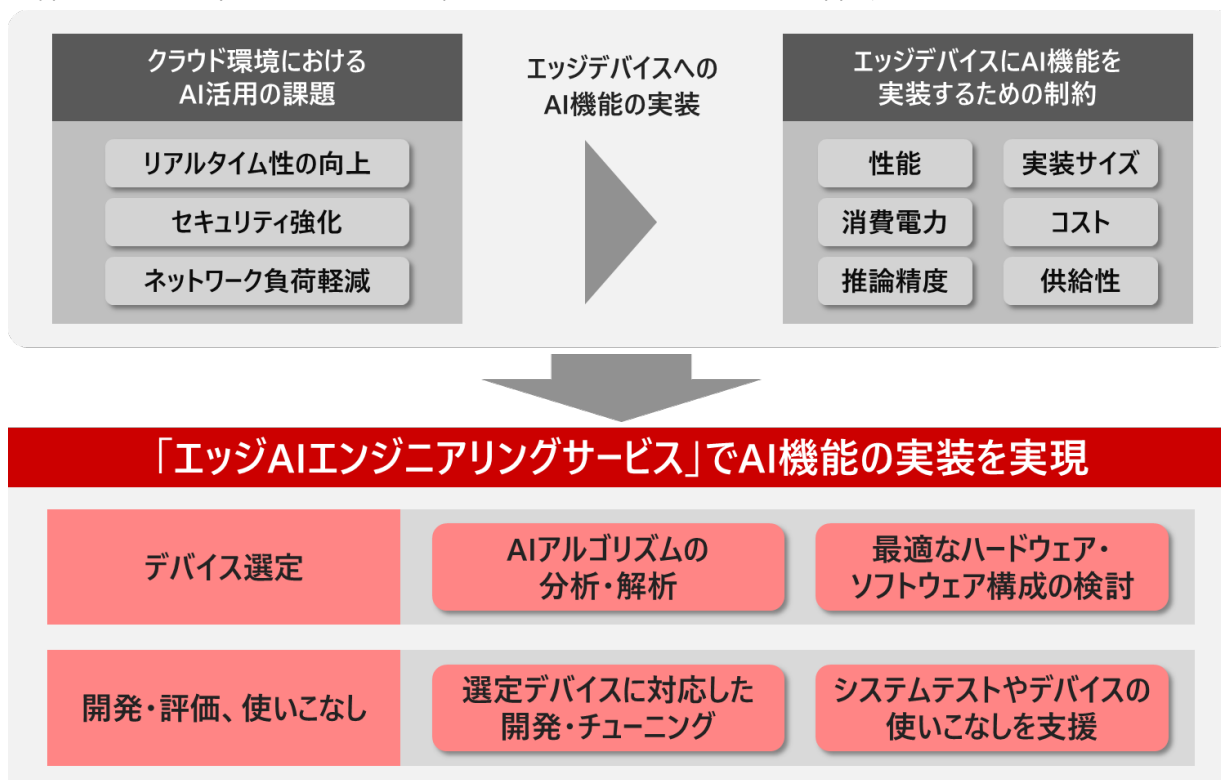 クラウド環境における
AI活用の課題
リアルタイム性の向上
セキュリティ強化
ネットワーク負荷軽減
エッジデバイスへの
AI機能の実装
エッジデバイスにAI機能を
実装するための制約
性能
実装サイズ
消費電力
コスト
推論精度
供給性
「エッジAIエンジニアリングサービス」でAI機能の実装を実現
デバイス選定
AIアルゴリズムの
分析・解析
最適なハードウェア・
ソフトウェア構成の検討
開発・評価、使いこなし
選定デバイスに対応した
開発・チューニング
システムテストやデバイスの
使いこなしを支援